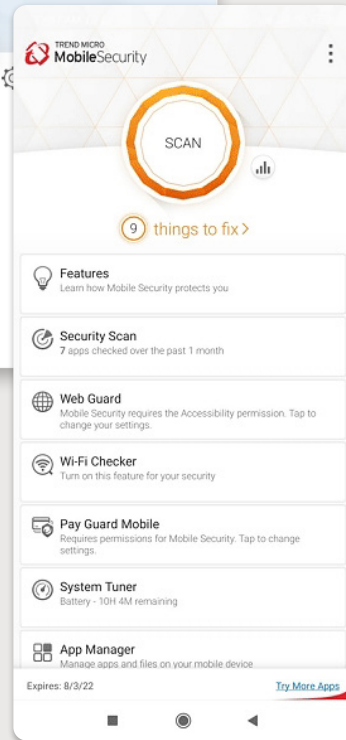 TREND MICRO
MobileSecurity
SCAN
9 things to fix >
Features
Learn how Mobile Security protects you
Security Scan
7 apps checked over the past 1 month
Web Guard
Mobile Security requires the Accessibility permission. Tap to
change your settings.
Wi-Fi Checker
Turn on this feature for your security
Pay Guard Mobile
Requires permissions for Mobile Security. Tap to change
settings.
System Tuner
Battery - 10H 4M remaining
App Manager
Manage apps and files on your mobile device
Expires: 8/3/22
Try More Apps